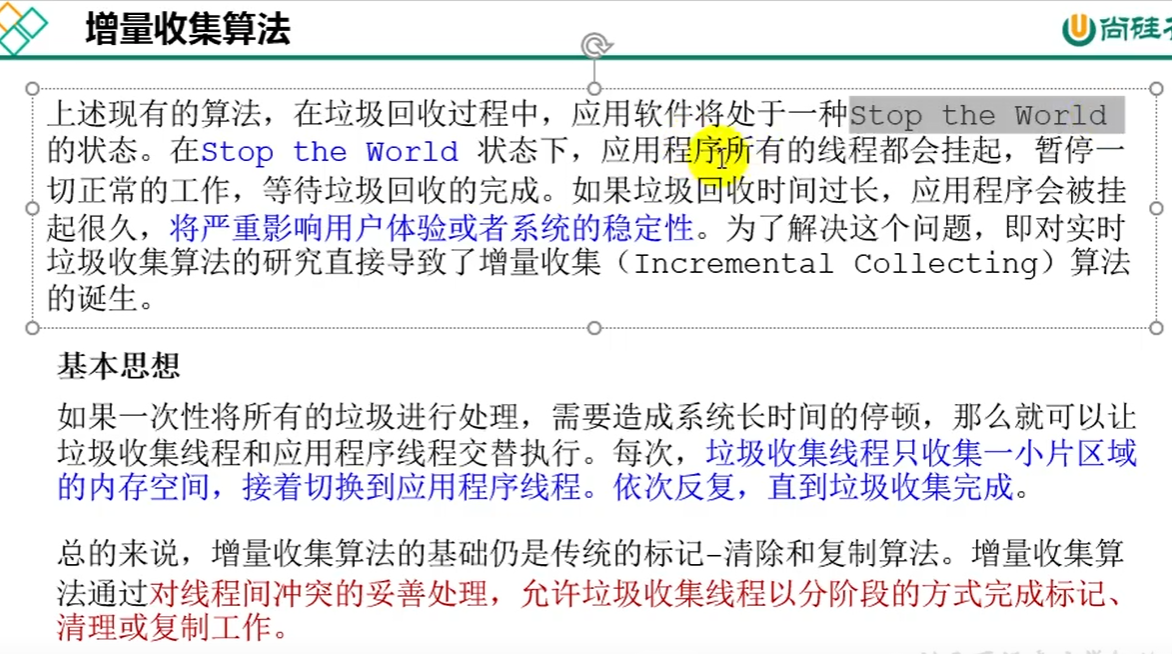 增量收集算法
尚硅
上述现有的算法，在垃圾回收过程中，应用软件将处于一种Stop the World
的状态。在Stop the World 状态下，应用程序所有的线程都会挂起，暂停一
切正常的工作，等待垃圾回收的完成。如果垃圾回收时间过长，应用程序会被挂
起很久，将严重影响用户体验或者系统的稳定性。为了解决这个问题，即对实时
垃圾收集算法的研究直接导致了增量收集（Incremental Collecting）算法
的诞生。
基本思想
如果一次性将所有的垃圾进行处理，需要造成系统长时间的停顿，那么就可以让
垃圾收集线程和应用程序线程交替执行。每次，垃圾收集线程只收集一小片区域
的内存空间，接着切换到应用程序线程。依次反复，直到垃圾收集完成。
总的来说，增量收集算法的基础仍是传统的标记-清除和复制算法。增量收集算
法通过对线程间冲突的妥善处理，允许垃圾收集线程以分阶段的方式完成标记、
清理或复制工作。